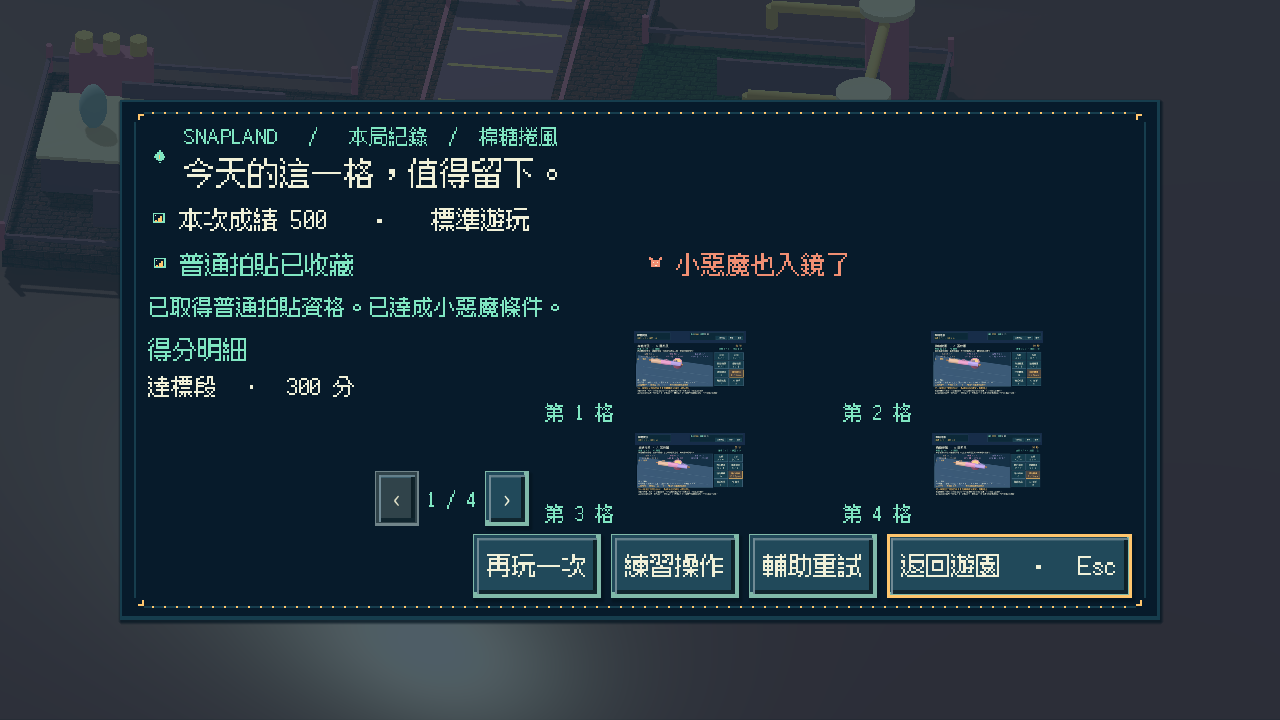 SNAPLAND / 本局紀錄 / 棉糖捲風
今天的這一格，值得留下。
本次成績 500 · 標準遊玩
普通拍貼已收藏
小惡魔也入鏡了
已取得普通拍貼資格。已達成小惡魔條件。
得分明細
達標段 · 300 分
第 1 格
第 2 格
第 3 格
第 4 格
‹ 1 / 4 ›
再玩一次
練習操作
輔助重試
返回遊園 · Esc